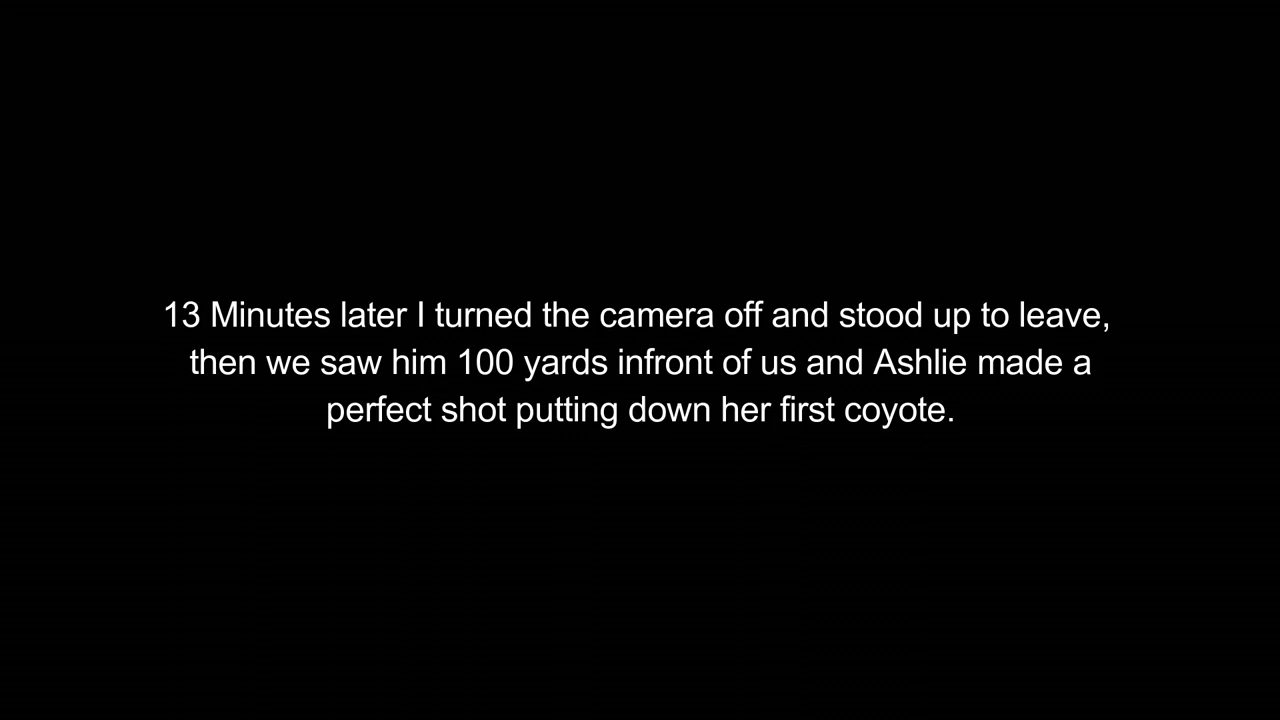 13 Minutes later I turned the camera off and stood up to leave,
then we saw him 100 yards infront of us and Ashlie made a
perfect shot putting down her first coyote.